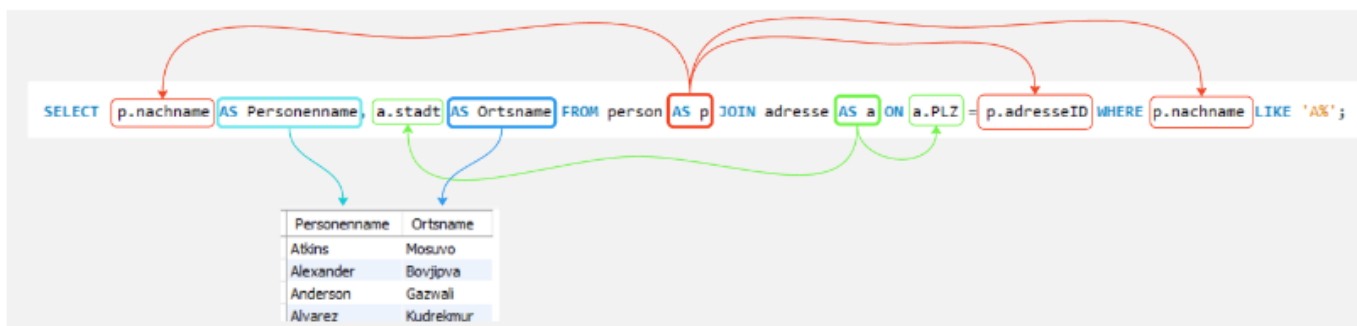 SELECT p.nachname AS Personenname, a.stadt AS Ortsname FROM person AS p JOIN adresse AS a ON a.PLZ = p.adresseID WHERE p.nachname LIKE 'A%';
Personenname Ortsname
Atkins Mosuvo
Alexander Bovjipva
Anderson Gazwali
Alvarez Kudrekmur